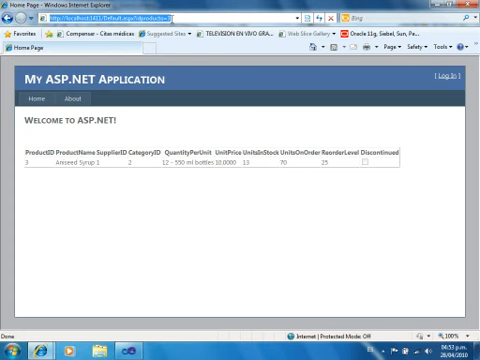 Home Page - Windows Internet Explorer
http://localhost:1411/Default.aspx?idproducto=3
Bing
Favorites
Compensar - Citas médicas
Suggested Sites
TELEVISION EN VIVO GRA...
Web Slice Gallery
Oracle 11g, Siebel, Sun, Pe...
Home Page
Page
Safety
Tools
MY ASP.NET APPLICATION
[ Log In ]
Home
About
WELCOME TO ASP.NET!
ProductID ProductName SupplierID CategoryID QuantityPerUnit UnitPrice UnitsInStock UnitsOnOrder ReorderLevel Discontinued
3 Aniseed Syrup 1 2 12 - 550 ml bottles 10,0000 13 70 25
Done
Internet | Protected Mode: Off
100%
ES
04:53 p.m.
28/04/2010